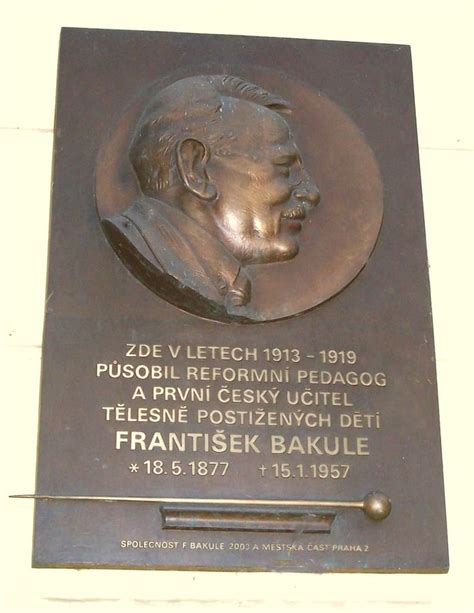 ZDE V LETECH 1913 - 1919
PŮSOBIL REFORMNÍ PEDAGOG
A PRVNÍ ČESKÝ UČITEL
TĚLESNĚ POSTIŽENÝCH DĚTÍ
FRANTIŠEK BAKULE
* 18.5.1877 † 15.1.1957
SPOLEČNOST F BAKULE 2003 A MĚSTSKÁ ČÁST PRAHA 2